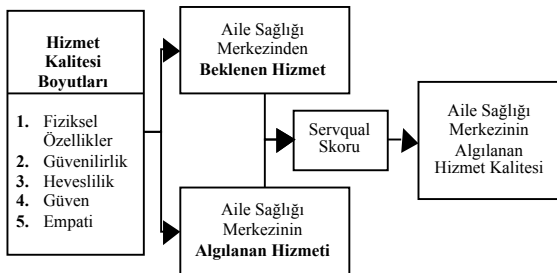 Hizmet
Kalitesi
Boyutları
1. Fiziksel
Özellikler
2. Güvenilirlik
3. Heveslilik
4. Güven
5. Empati
Aile Sağlığı
Merkezinden
Beklenen Hizmet
Aile Sağlığı
Merkezinin
Algılanan Hizmeti
Servqual
Skoru
Aile Sağlığı
Merkezinin
Algılanan
Hizmet Kalitesi